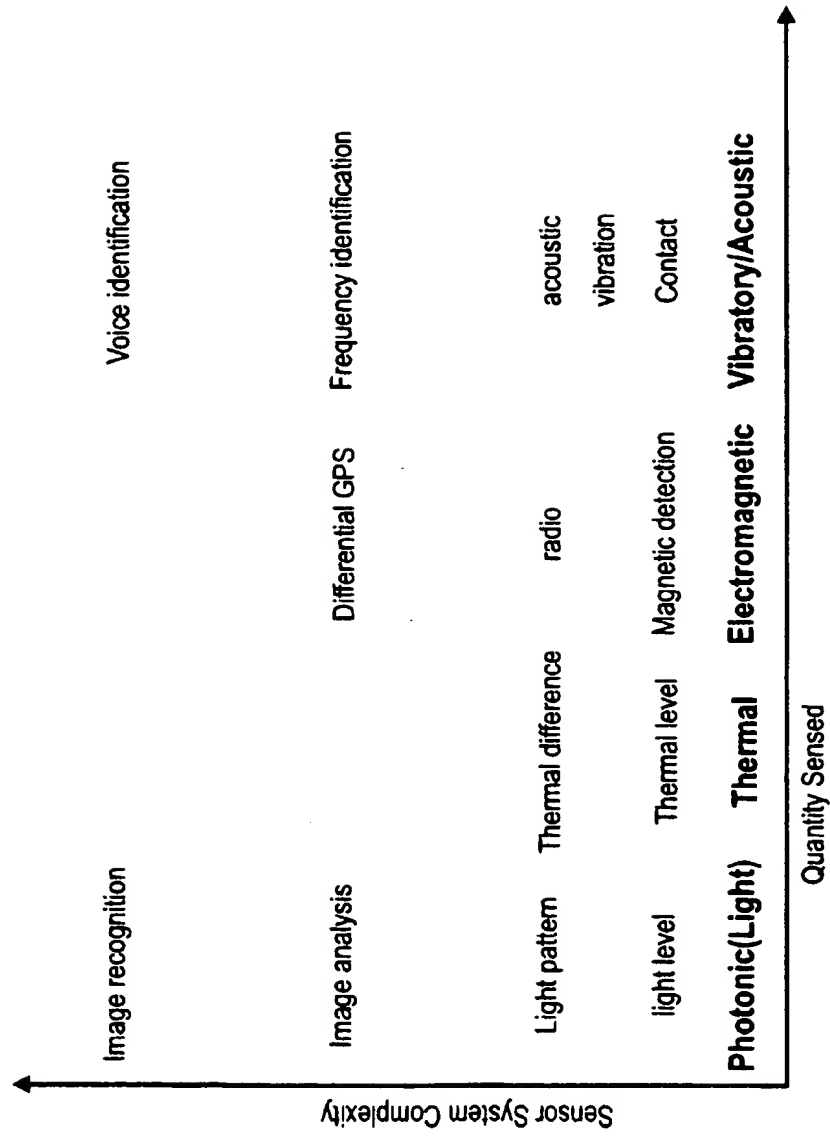 Sensor System Complexity
Image recognition
Voice identification
Image analysis
Differential GPS
Frequency identification
Light pattern
Thermal difference
radio
acoustic
vibration
light level
Thermal level
Magnetic detection
Contact
Photonic(Light)
Thermal
Electromagnetic
Vibratory/Acoustic
Quantity Sensed